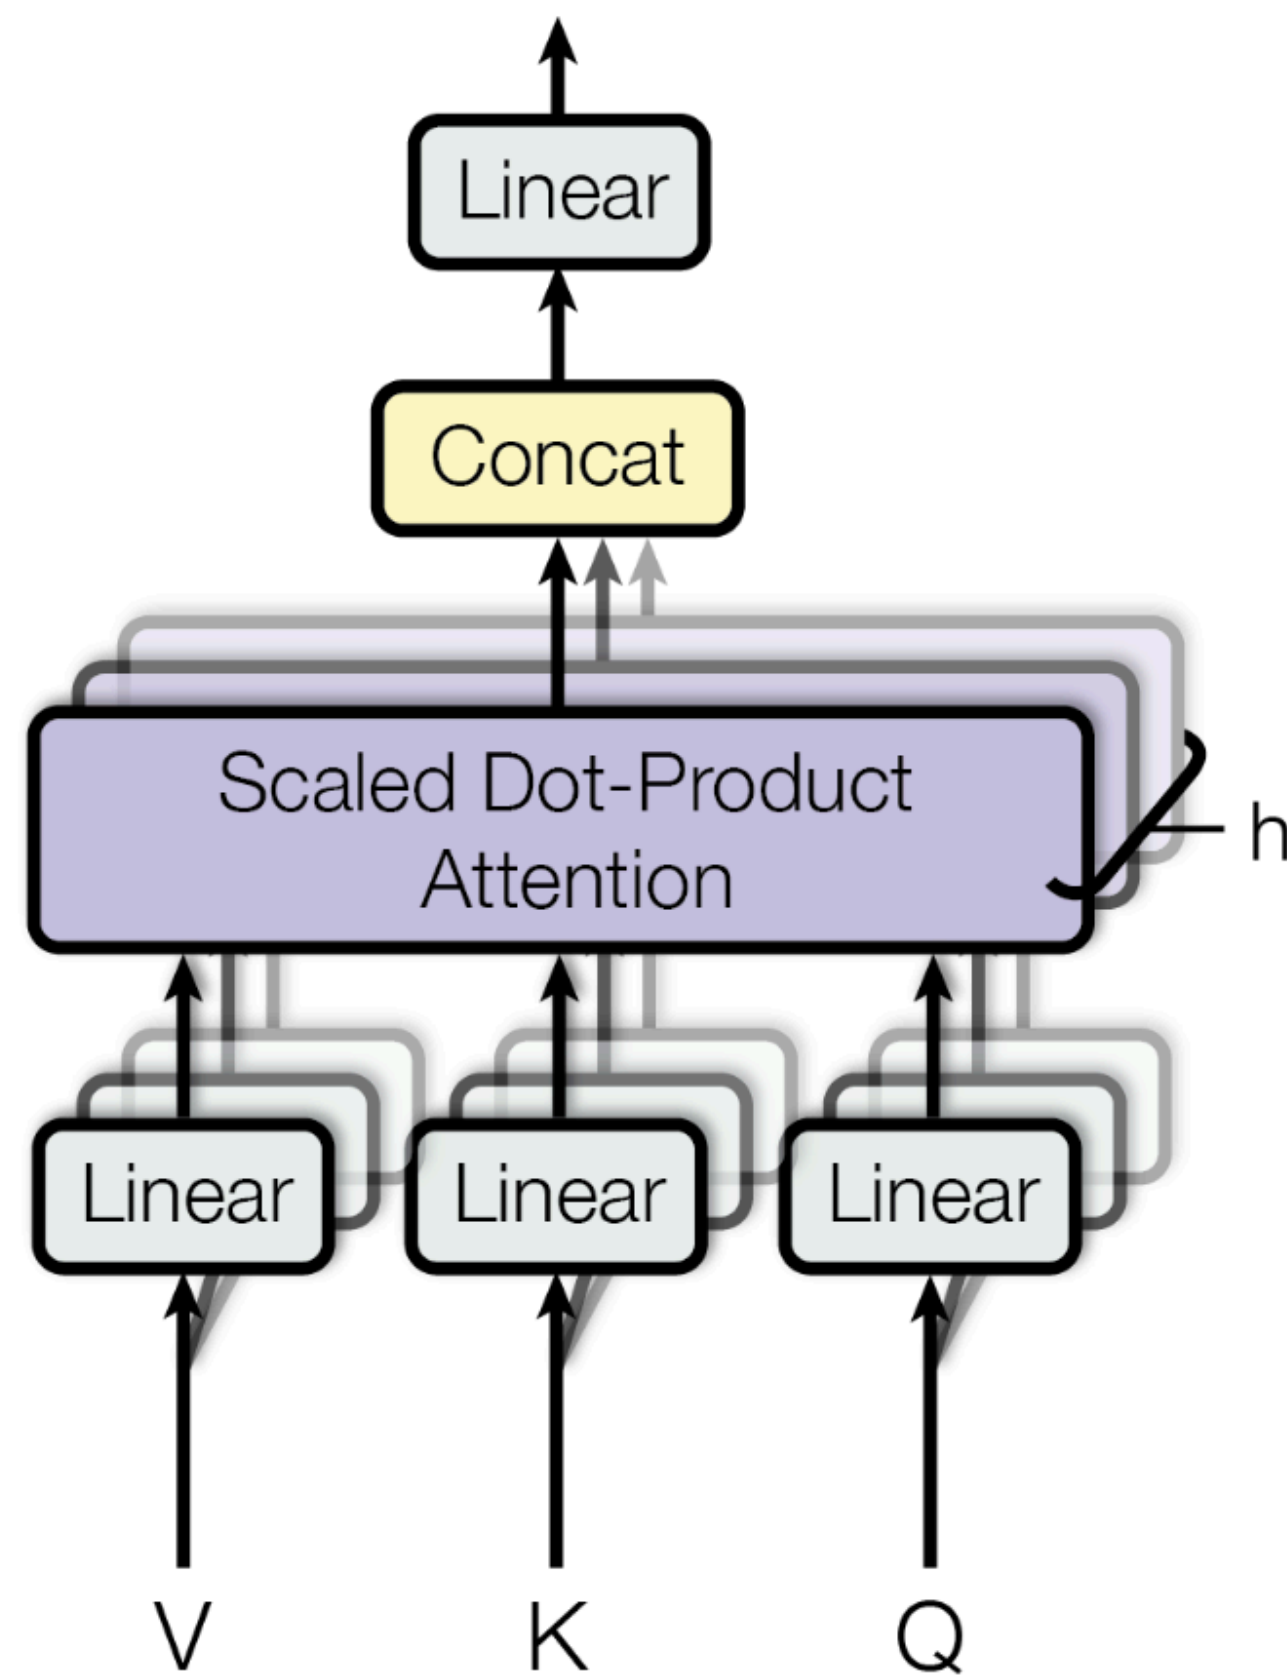 Linear
Concat
Scaled Dot-Product
Attention
h
Linear
Linear
Linear
V
K
Q